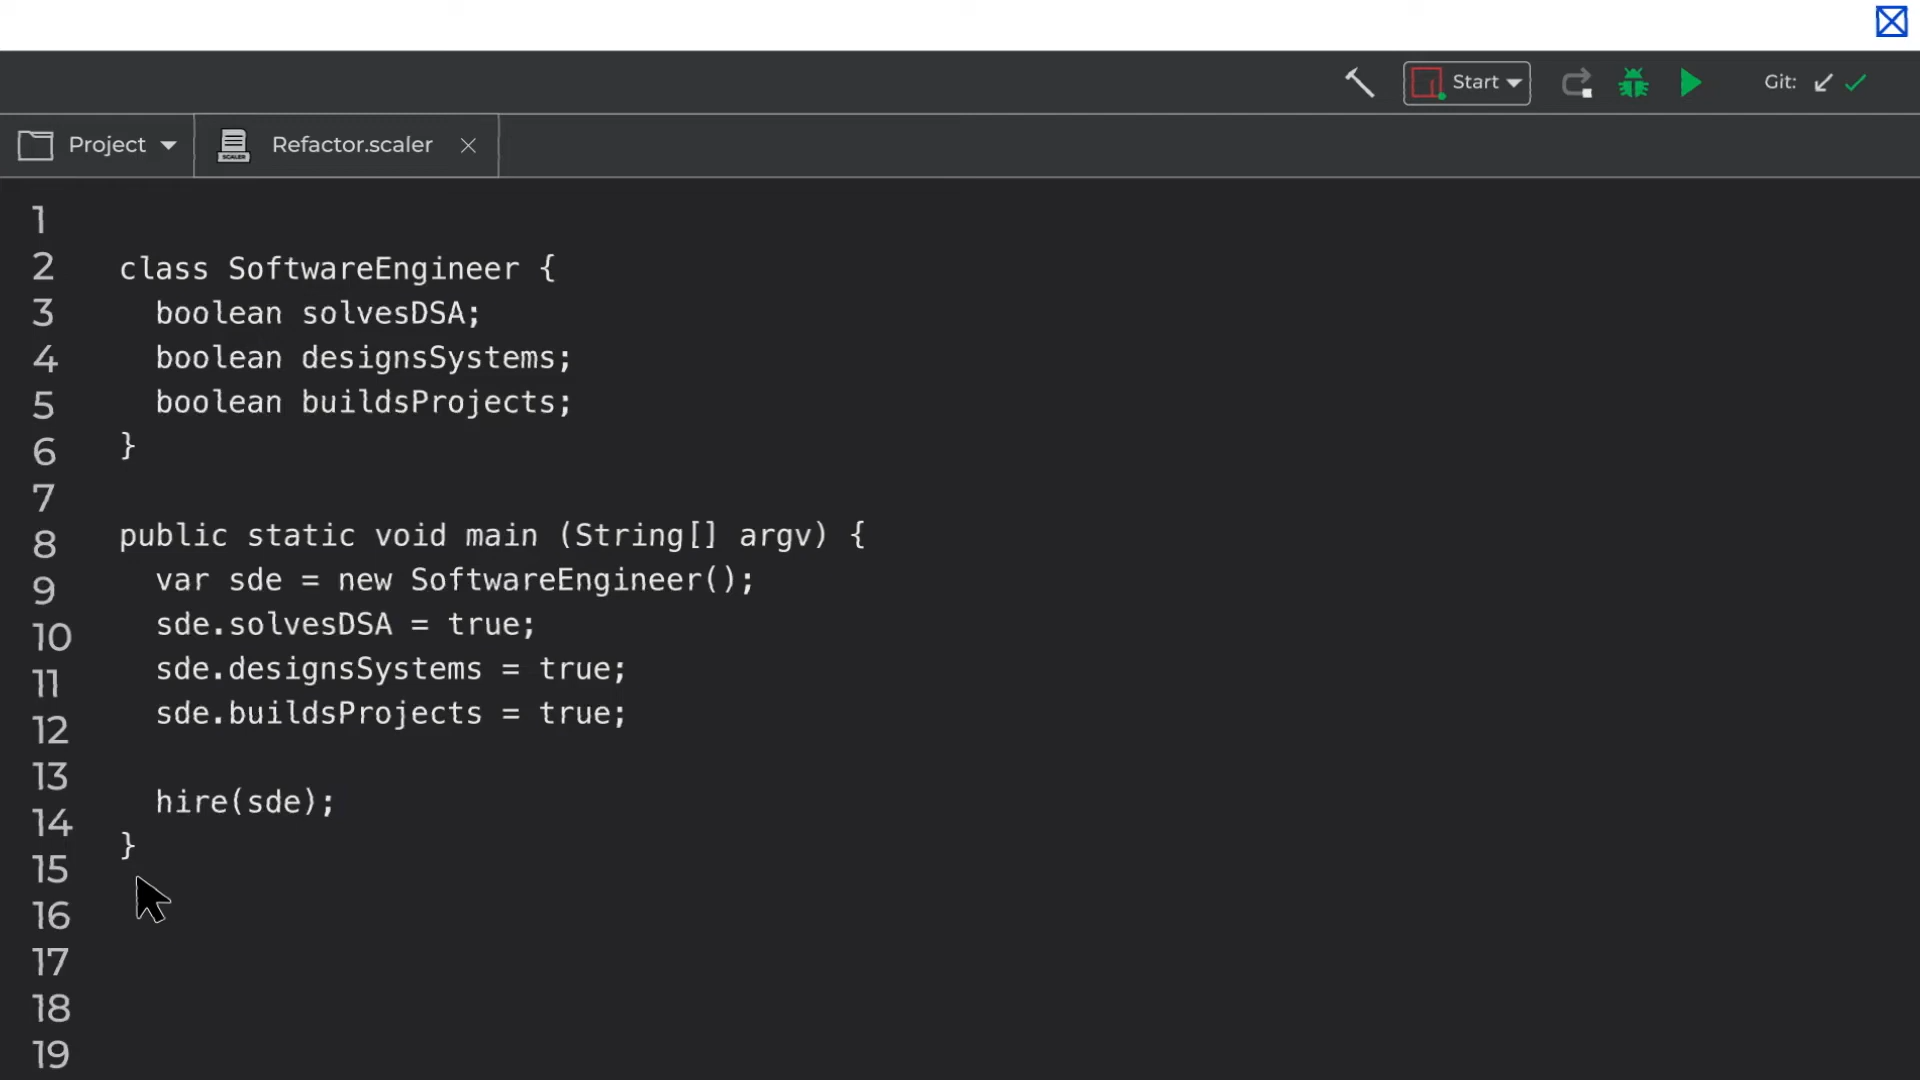 Start
Git:
Project
SCALER
Refactor.scaler
1
2 class SoftwareEngineer {
3 boolean solvesDSA;
4 boolean designsSystems;
5 boolean buildsProjects;
6 }
7
8 public static void main (String[] argv) {
9 var sde = new SoftwareEngineer();
10 sde.solvesDSA = true;
11 sde.designsSystems = true;
12 sde.buildsProjects = true;
13
14 hire(sde);
15 }
16
17
18
19